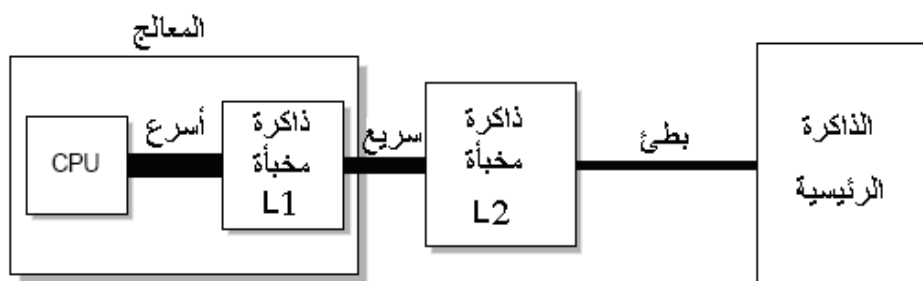 المعالج
CPU
أسرع
ذاكرة
مخبأة
L1
سريع
ذاكرة
مخبأة
L2
بطئ
الذاكرة
الرئيسية